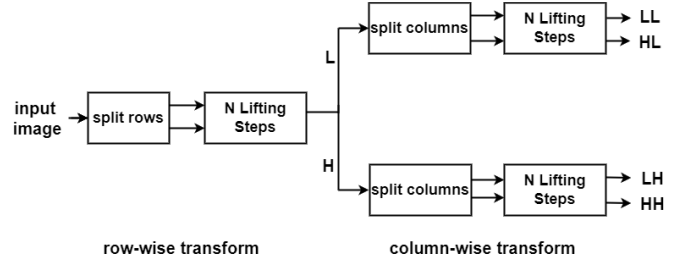 input
image
split rows
N Lifting
Steps
L
H
split columns
N Lifting
Steps
LL
HL
split columns
N Lifting
Steps
LH
HH
row-wise transform
column-wise transform